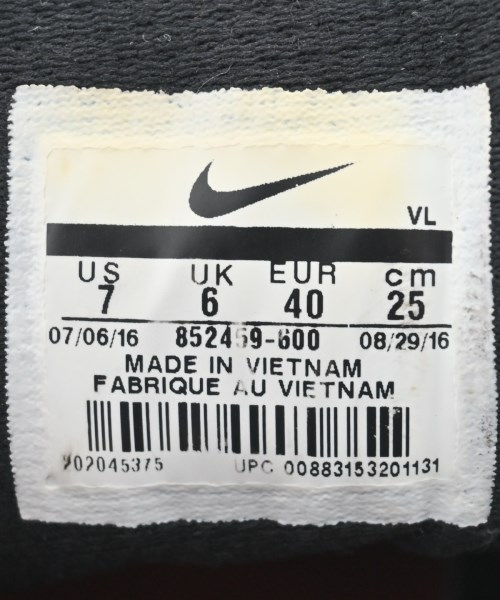 VL
US UK EUR cm
7 6 40 25
07/06/16 852459-600 08/29/16
MADE IN VIETNAM
FABRIQUE AU VIETNAM
UPC 00883153201131